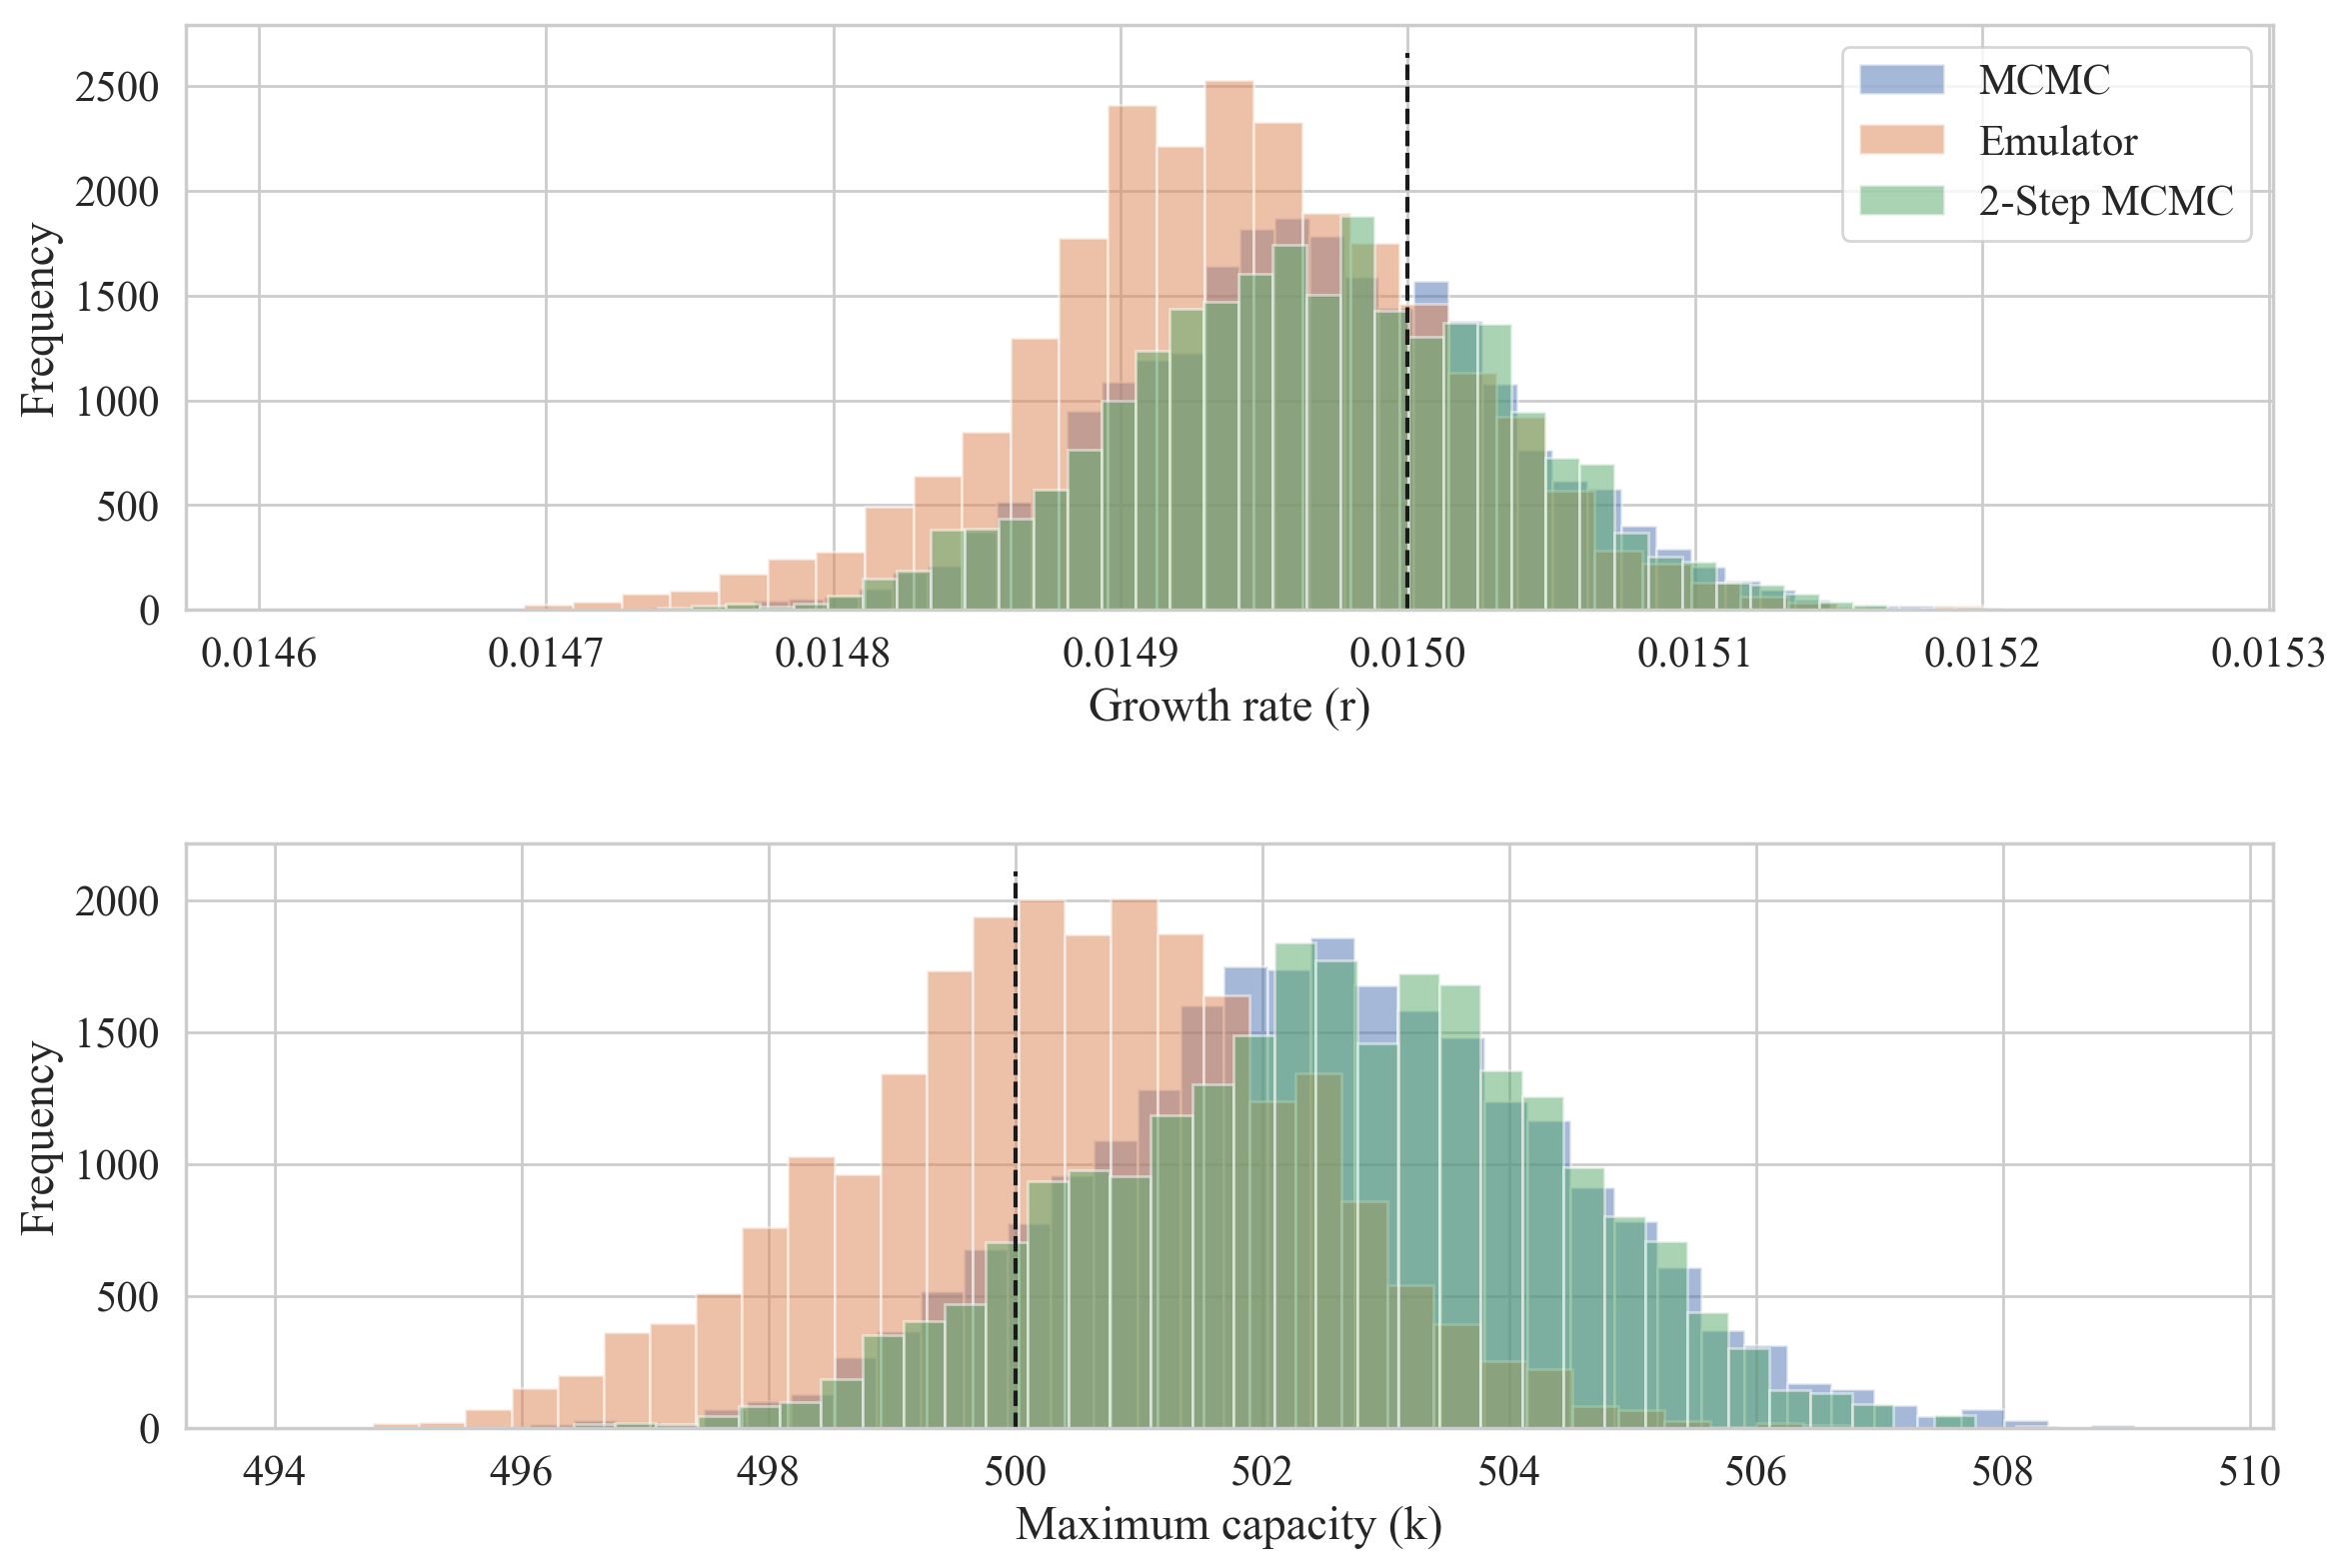 MCMC
Emulator
2-Step MCMC
Frequency
2500
2000
1500
1000
500
0
0.0146 0.0147 0.0148 0.0149 0.0150 0.0151 0.0152 0.0153
Growth rate (r)
Frequency
2000
1500
1000
500
0
494 496 498 500 502 504 506 508 510
Maximum capacity (k)